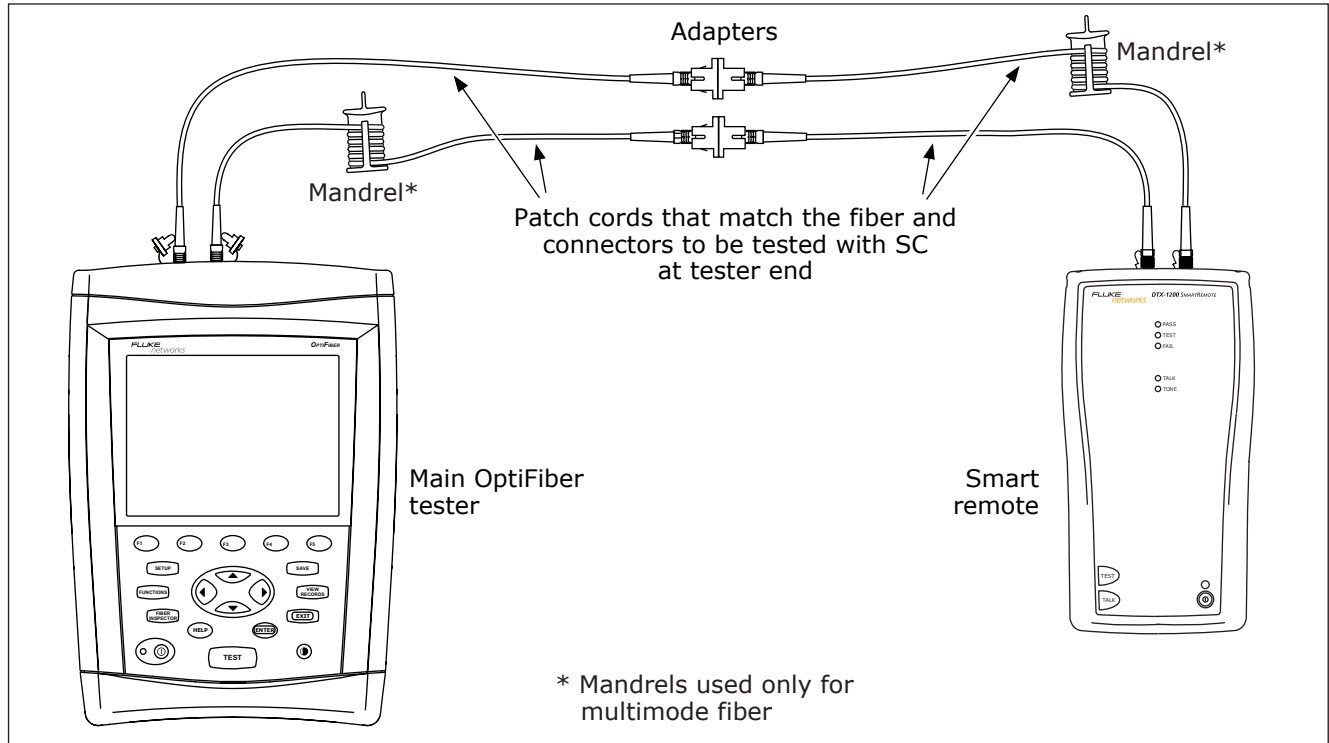 Adapters
Mandrel*
Mandrel*
Patch cords that match the fiber and
connectors to be tested with SC
at tester end
FLUKE
networks
OPTIFIBER
FLUKE
networks
DTX-1200 SMARTREMOTE
PASS
TEST
FAIL
TALK
TONE
Main OptiFiber
tester
Smart
remote
F1 F2 F3 F4 F5
SETUP
SAVE
FUNCTIONS
VIEW
RECORDS
FIBER
INSPECTOR
EXIT
HELP
ENTER
TEST
TEST
TALK
* Mandrels used only for
multimode fiber